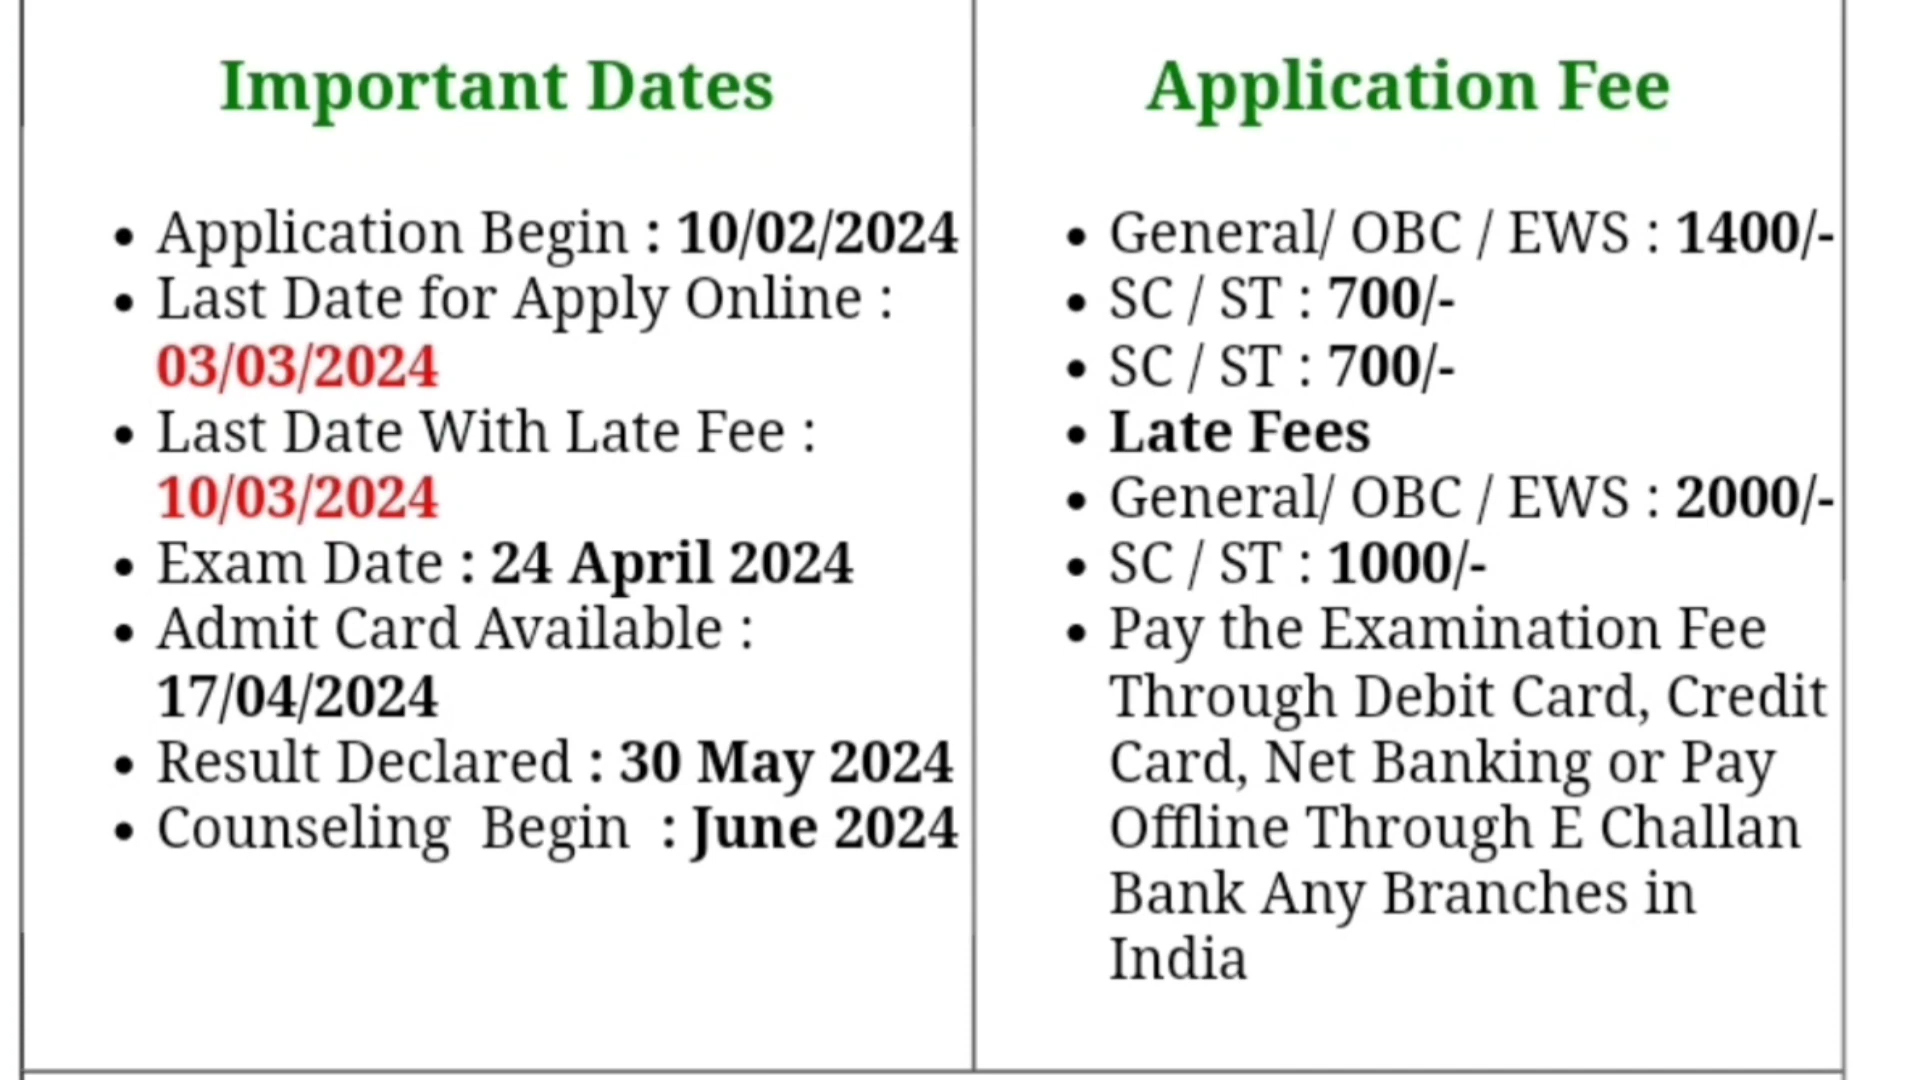 Important Dates
Application Begin : 10/02/2024
Last Date for Apply Online :
03/03/2024
Last Date With Late Fee :
10/03/2024
Exam Date : 24 April 2024
Admit Card Available :
17/04/2024
Result Declared : 30 May 2024
Counseling Begin : June 2024
Application Fee
General/ OBC / EWS : 1400/-
SC / ST : 700/-
SC / ST : 700/-
Late Fees
General/ OBC / EWS : 2000/-
SC / ST : 1000/-
Pay the Examination Fee
Through Debit Card, Credit
Card, Net Banking or Pay
Offline Through E Challan
Bank Any Branches in
India